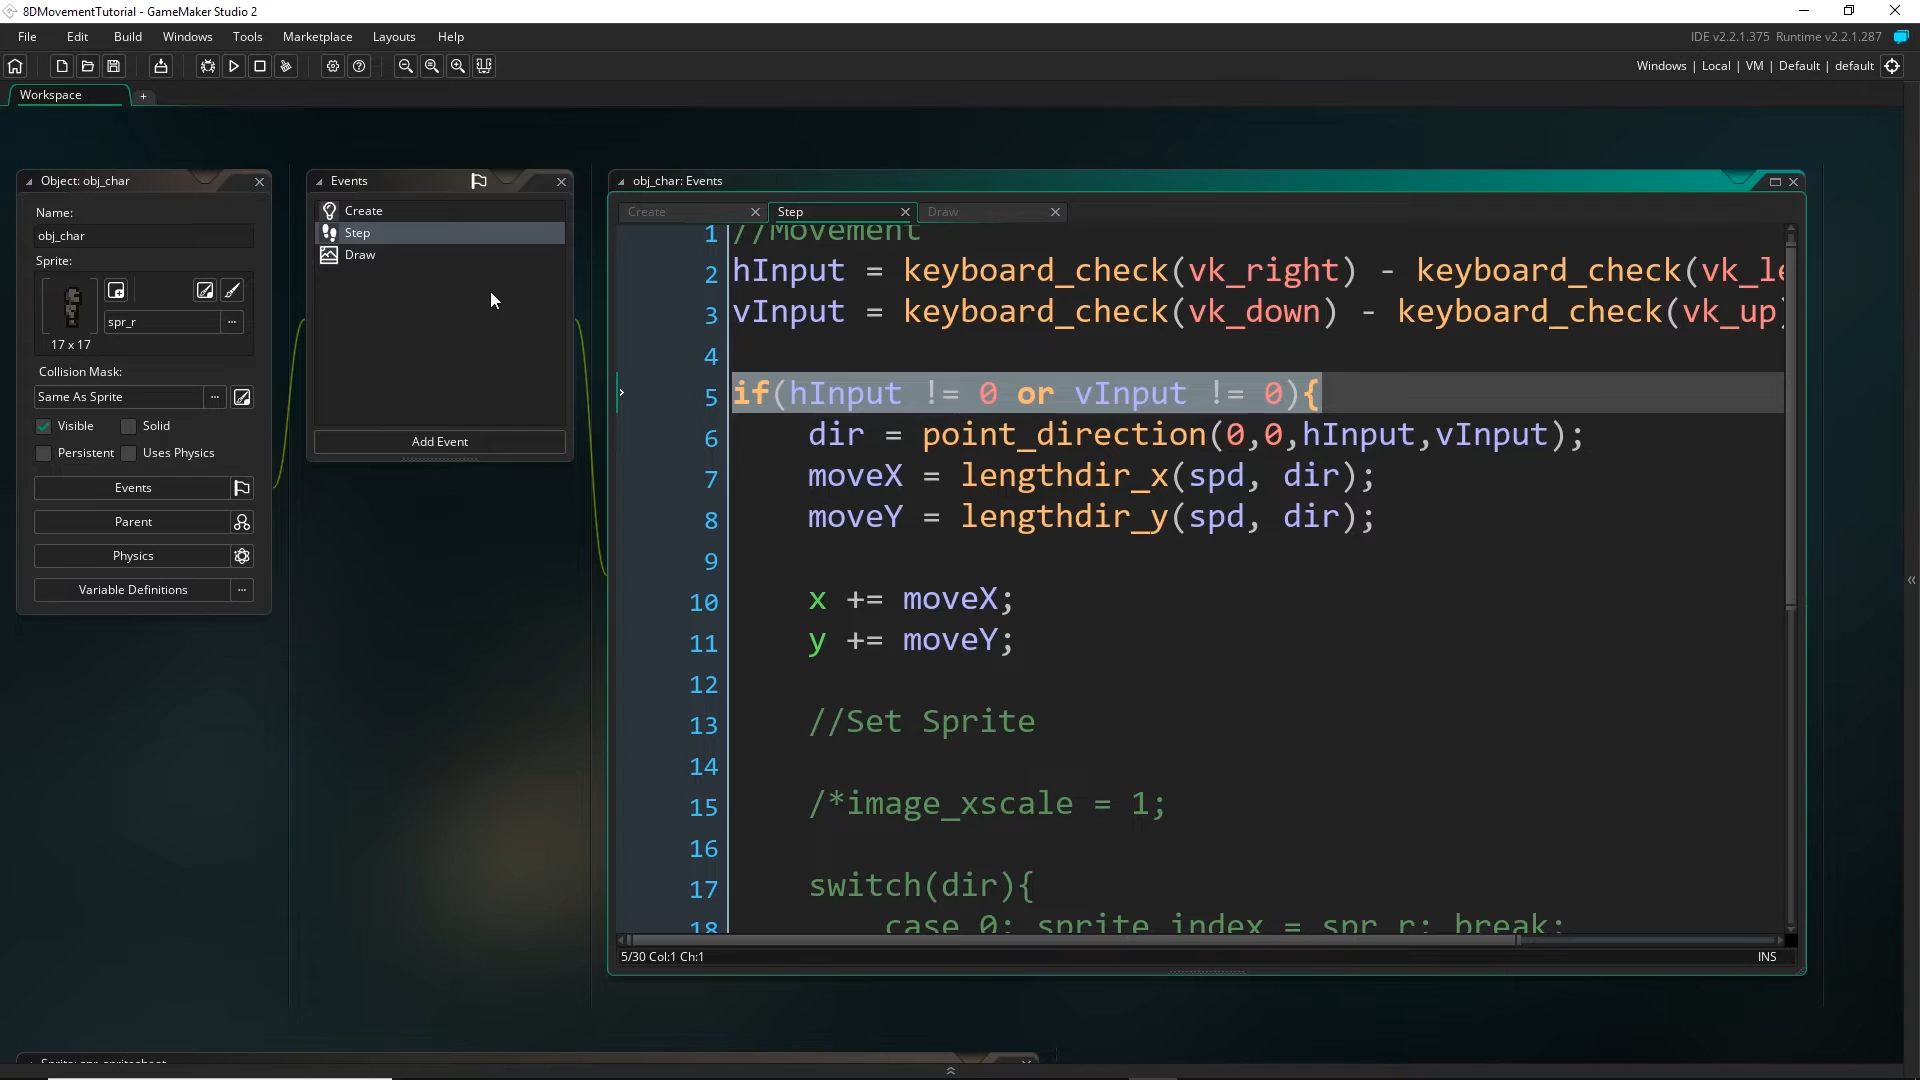 8DMovementTutorial - GameMaker Studio 2
File Edit Build Windows Tools Marketplace Layouts Help
IDE v2.2.1.375 Runtime v2.2.1.287
Windows | Local | VM | Default | default
Workspace +
Object: obj_char
Name:
obj_char
Sprite:
spr_r ...
17 x 17
Collision Mask:
Same As Sprite ...
Visible Solid
Persistent Uses Physics
Events
Parent
Physics
Variable Definitions ...
Events
Create
Step
Draw
Add Event
obj_char: Events
Create Step Draw
1 //Movement
2 hInput = keyboard_check(vk_right) - keyboard_check(vk_le
3 vInput = keyboard_check(vk_down) - keyboard_check(vk_up)
4
5 if(hInput != 0 or vInput != 0){
6 dir = point_direction(0,0,hInput,vInput);
7 moveX = lengthdir_x(spd, dir);
8 moveY = lengthdir_y(spd, dir);
9
10 x += moveX;
11 y += moveY;
12
13 //Set Sprite
14
15 /*image_xscale = 1;
16
17 switch(dir){
18 case 0: sprite_index = spr_r; break;
5/30 Col:1 Ch:1 INS